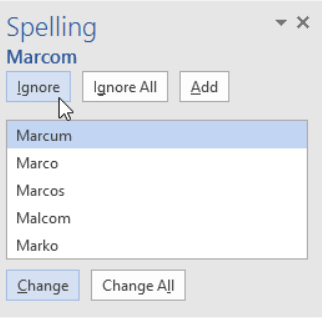 Spelling
Marcom
Ignore Ignore All Add
Marcum
Marco
Marcos
Malcom
Marko
Change Change All